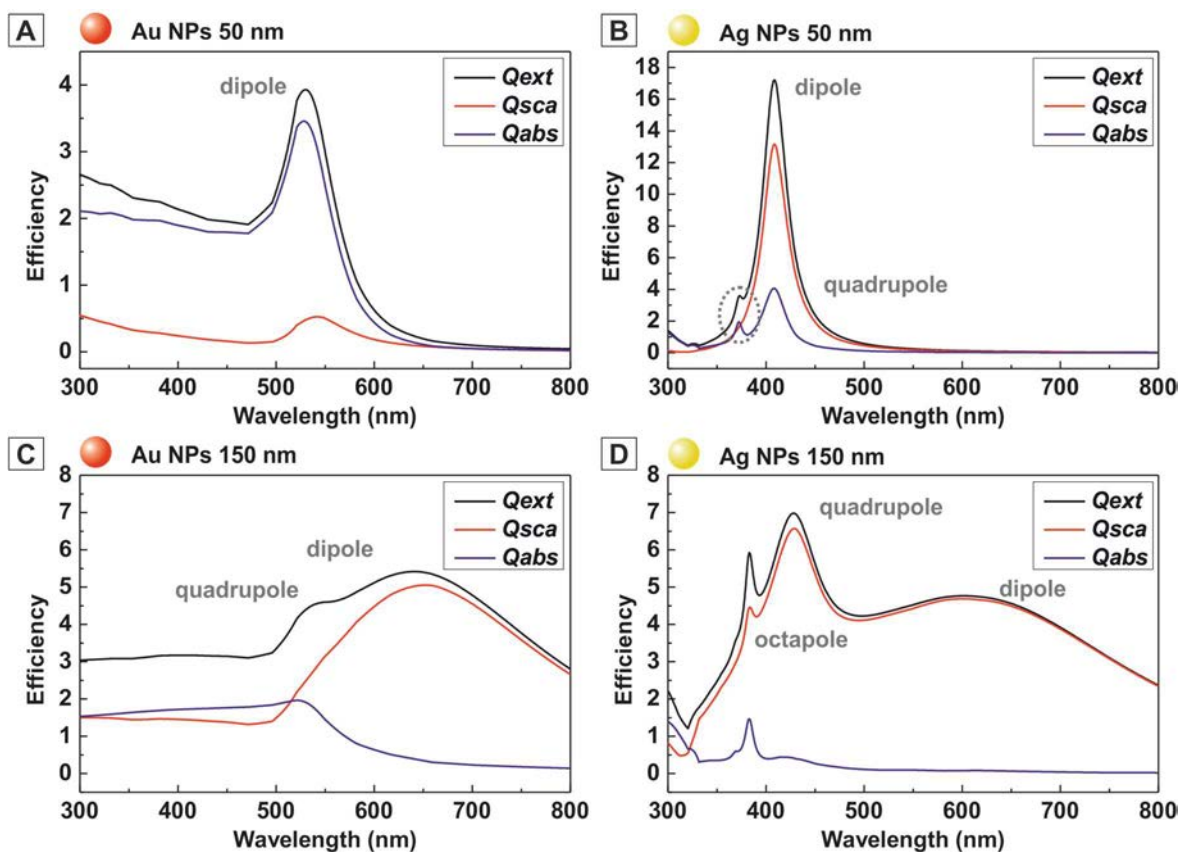 A Au NPs 50 nm
dipole
Qext
Qsca
Qabs
4
3
2
1
0
Efficiency
300 400 500 600 700 800
Wavelength (nm)
B Ag NPs 50 nm
dipole
quadrupole
Qext
Qsca
Qabs
18
16
14
12
10
8
6
4
2
0
Efficiency
300 400 500 600 700 800
Wavelength (nm)
C Au NPs 150 nm
dipole
quadrupole
Qext
Qsca
Qabs
8
7
6
5
4
3
2
1
0
Efficiency
300 400 500 600 700 800
Wavelength (nm)
D Ag NPs 150 nm
quadrupole
dipole
octapole
Qext
Qsca
Qabs
8
7
6
5
4
3
2
1
0
Efficiency
300 400 500 600 700 800
Wavelength (nm)